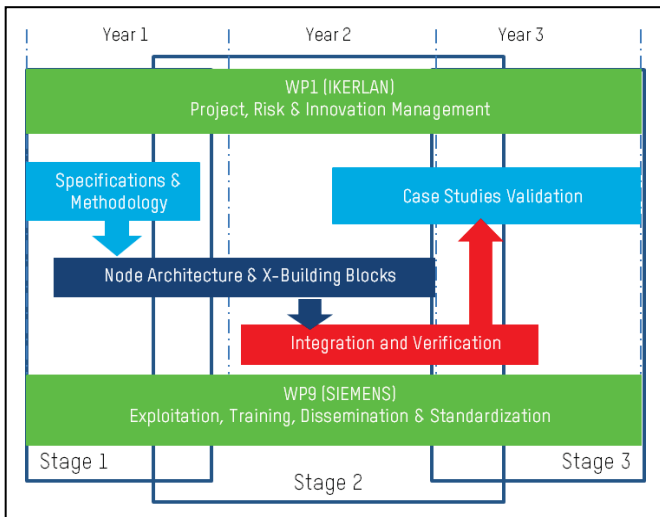 Year 1 Year 2 Year 3
WP1 (IKERLAN)
Project, Risk & Innovation Management
Specifications &
Methodology
Case Studies Validation
Node Architecture & X-Building Blocks
Integration and Verification
WP9 (SIEMENS)
Exploitation, Training, Dissemination & Standardization
Stage 1
Stage 2
Stage 3